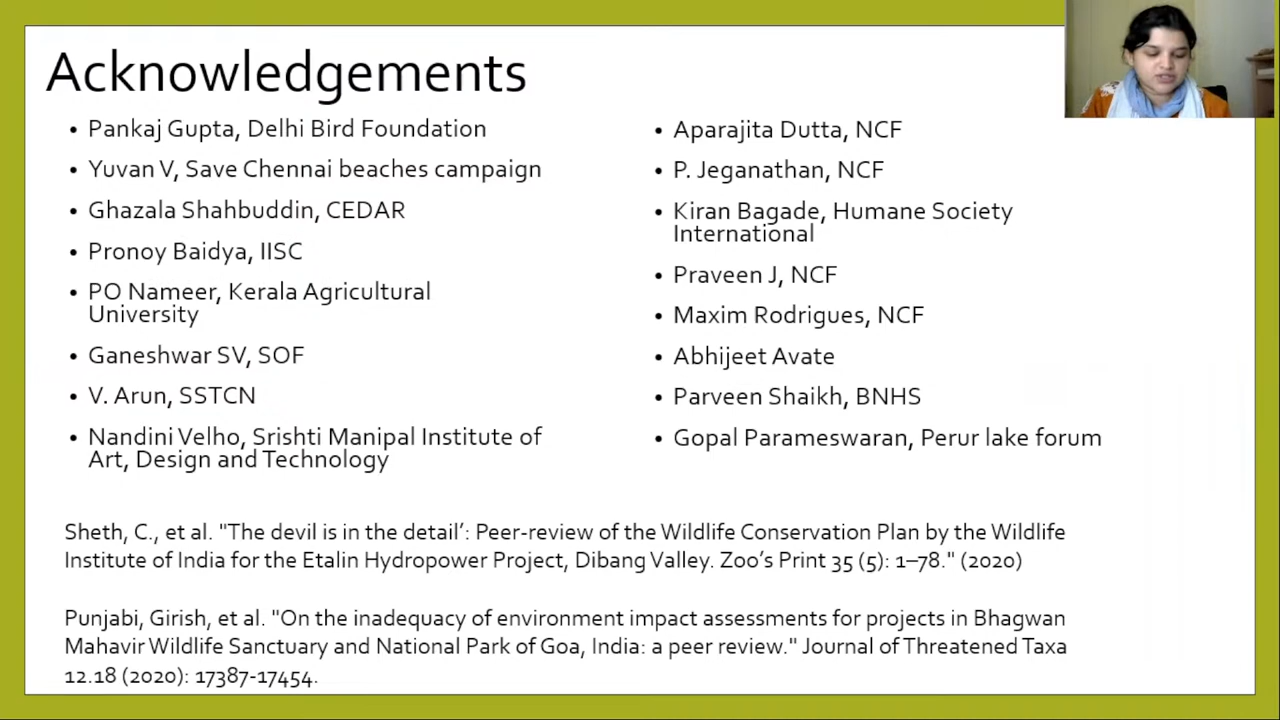 Acknowledgements
• Pankaj Gupta, Delhi Bird Foundation
• Yuvan V, Save Chennai beaches campaign
• Ghazala Shahbuddin, CEDAR
• Pronoy Baidya, IISC
• PO Nameer, Kerala Agricultural
University
• Ganeshwar SV, SOF
• V. Arun, SSTCN
• Nandini Velho, Srishti Manipal Institute of
Art, Design and Technology
• Aparajita Dutta, NCF
• P. Jeganathan, NCF
• Kiran Bagade, Humane Society
International
• Praveen J, NCF
• Maxim Rodrigues, NCF
• Abhijeet Avate
• Parveen Shaikh, BNHS
• Gopal Parameswaran, Perur lake forum
Sheth, C., et al. "The devil is in the detail’: Peer-review of the Wildlife Conservation Plan by the Wildlife
Institute of India for the Etalin Hydropower Project, Dibang Valley. Zoo’s Print 35 (5): 1–78." (2020)
Punjabi, Girish, et al. "On the inadequacy of environment impact assessments for projects in Bhagwan
Mahavir Wildlife Sanctuary and National Park of Goa, India: a peer review." Journal of Threatened Taxa
12.18 (2020): 17387-17454.